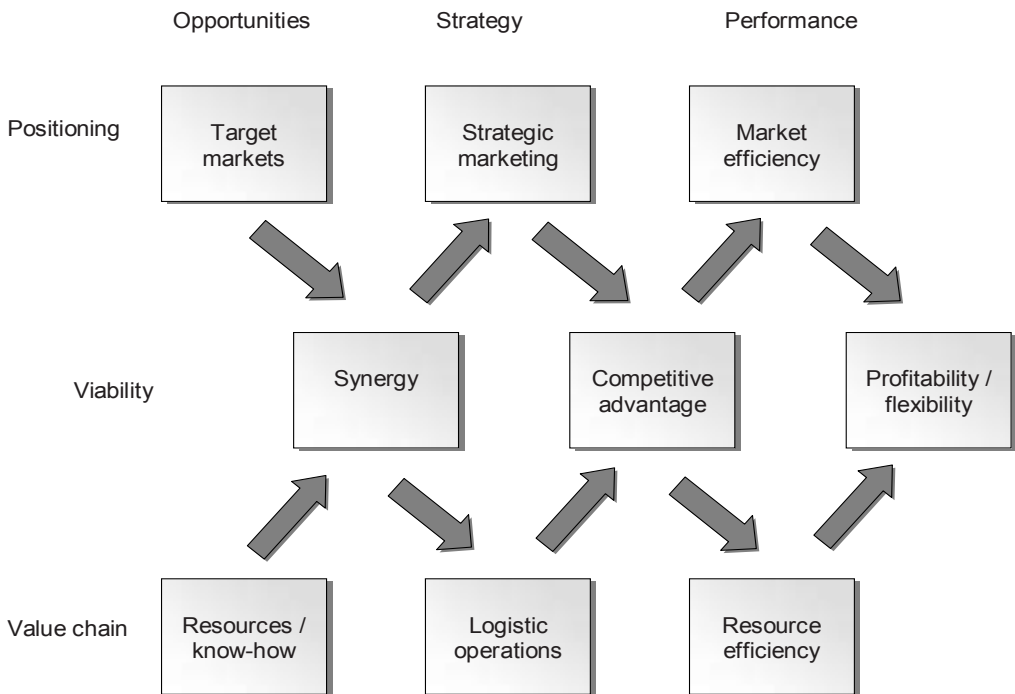 Opportunities
Strategy
Performance
Positioning
Target
markets
Strategic
marketing
Market
efficiency
Viability
Synergy
Competitive
advantage
Profitability /
flexibility
Value chain
Resources /
know-how
Logistic
operations
Resource
efficiency